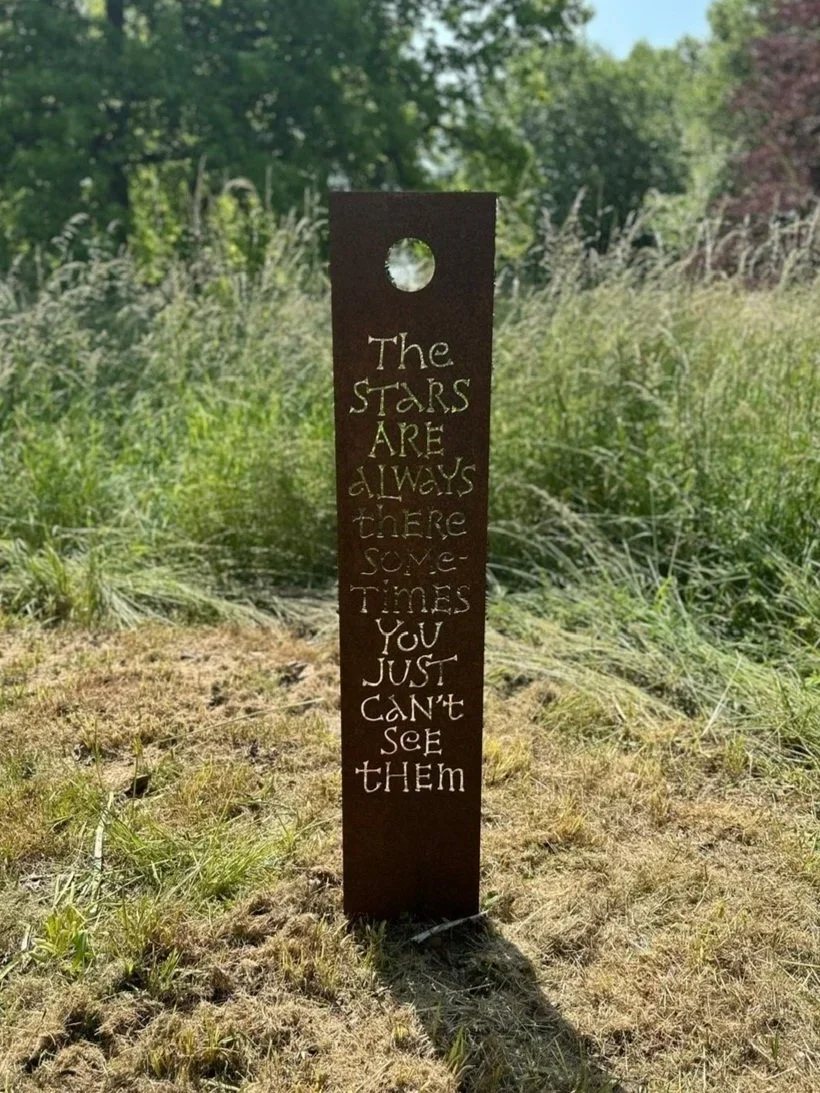 The
STARS
ARE
aLWaYS
tHERE
SOMe-
TiMES
YOU
JUST
CaN't
SeE
tHEm